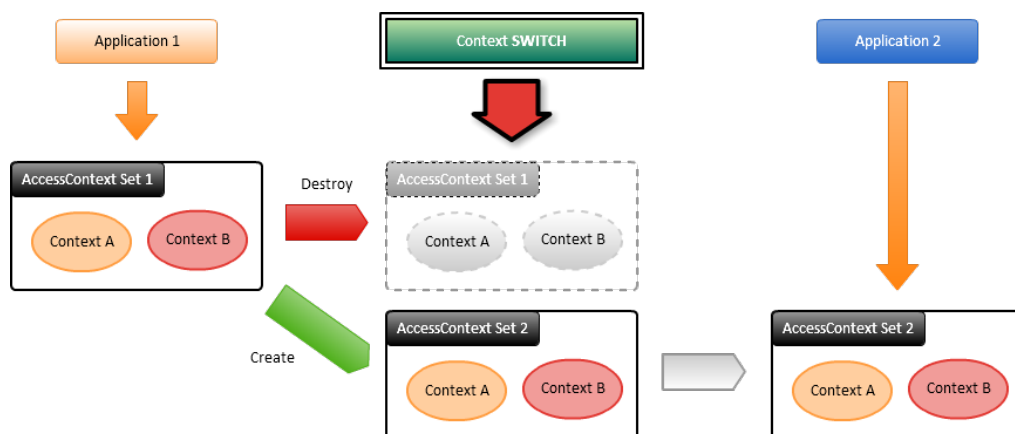 Application 1
Context SWITCH
Application 2
AccessContext Set 1
Context A
Context B
Destroy
AccessContext Set 1
Context A
Context B
Create
AccessContext Set 2
Context A
Context B
AccessContext Set 2
Context A
Context B